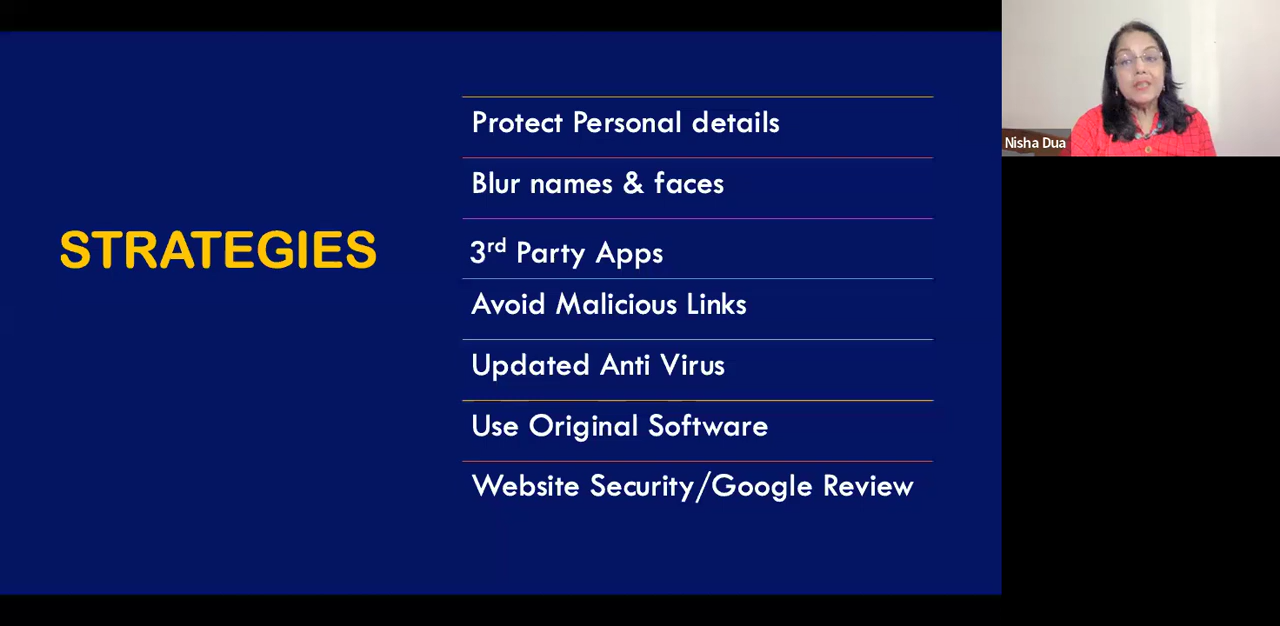 STRATEGIES
Protect Personal details
Blur names & faces
3rd Party Apps
Avoid Malicious Links
Updated Anti Virus
Use Original Software
Website Security/Google Review
Nisha Dua